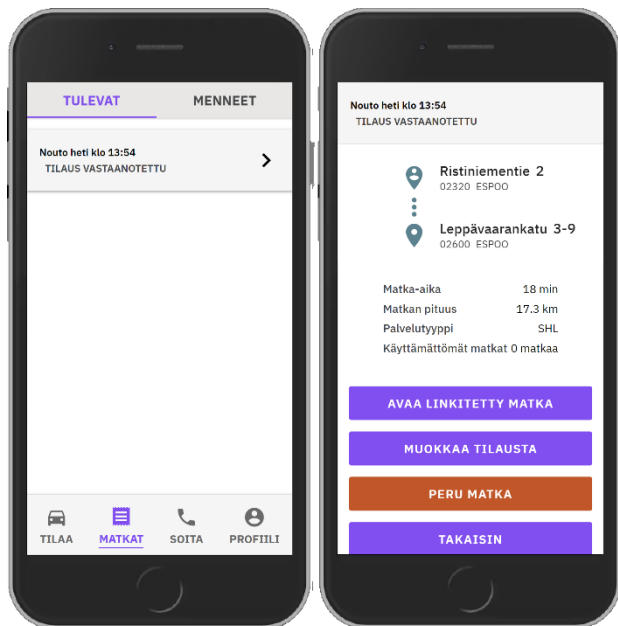 TULEVAT MENNEET
Nouto heti klo 13:54
TILAUS VASTAANOTETTU
TILAA MATKAT SOITA PROFIILI
Nouto heti klo 13:54
TILAUS VASTAANOTETTU
Ristiniementie 2
02320 ESPOO
Leppävaarankatu 3-9
02600 ESPOO
Matka-aika 18 min
Matkan pituus 17.3 km
Palvelutyyppi SHL
Käyttämättömät matkat 0 matkaa
AVAA LINKITETTY MATKA
MUOKKAA TILAUSTA
PERU MATKA
TAKAISIN